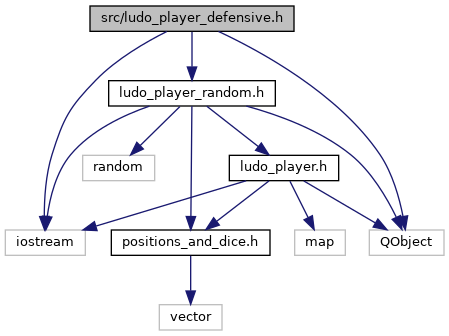 src/ludo_player_defensive.h
ludo_player_random.h
random
ludo_player.h
iostream
positions_and_dice.h
map
QObject
vector